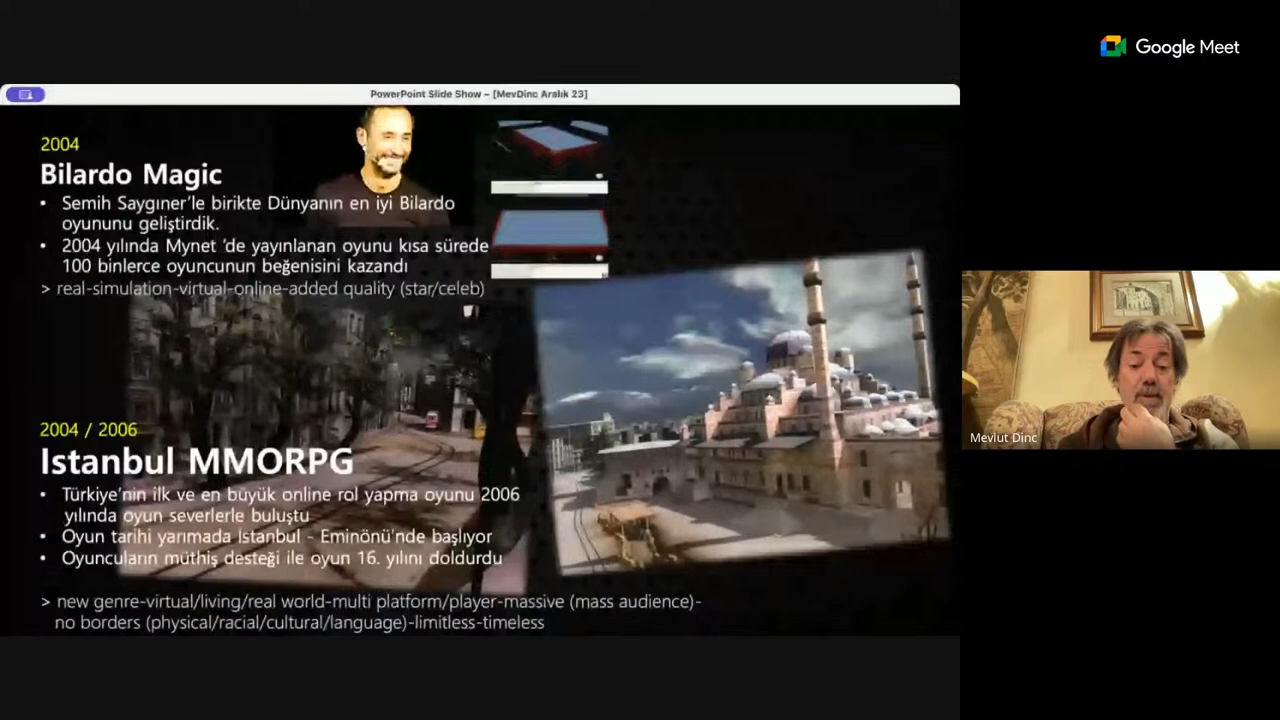 Google Meet
PowerPoint Slide Show – [MevDinc Aralık 23]
2004
Bilardo Magic
• Semih Saygıner'le birikte Dünyanın en iyi Bilardo
oyununu geliştirdik.
• 2004 yılında Mynet 'de yayınlanan oyunu kısa sürede
100 binlerce oyuncunun beğenisini kazandı
> real-simulation-virtual-online-added quality (star/celeb)
2004 / 2006
Istanbul MMORPG
• Türkiye'nin ilk ve en büyük online rol yapma oyunu 2006
yılında oyun severlerle buluştu
• Oyun tarihi yarımada İstanbul - Eminönü'nde başlıyor
• Oyuncuların müthiş desteği ile oyun 16. yılını doldurdu
> new genre-virtual/living/real world-multi platform/player-massive (mass audience)-
no borders (physical/racial/cultural/language)-limitless-timeless
Mevlut Dinc